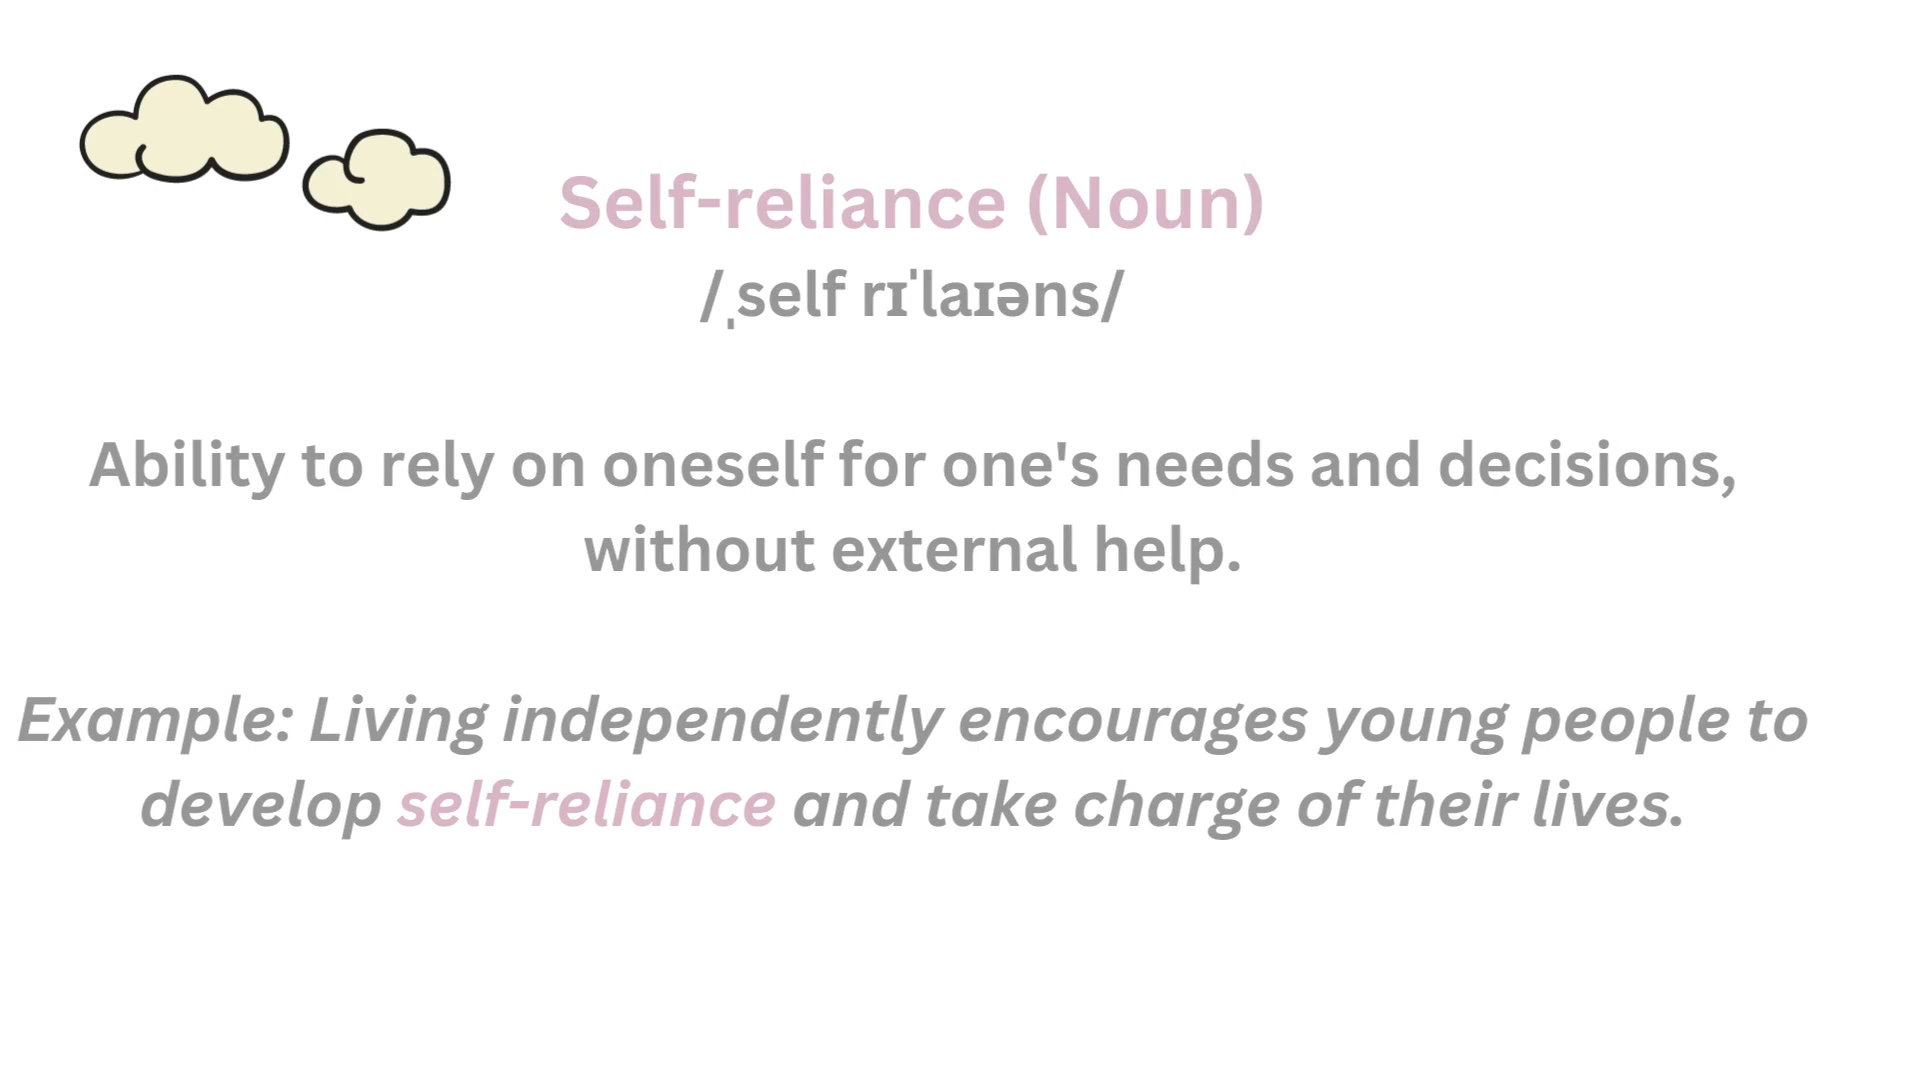 Self-reliance (Noun)
/ˌself rɪˈlaɪəns/
Ability to rely on oneself for one's needs and decisions,
without external help.
Example: Living independently encourages young people to
develop self-reliance and take charge of their lives.